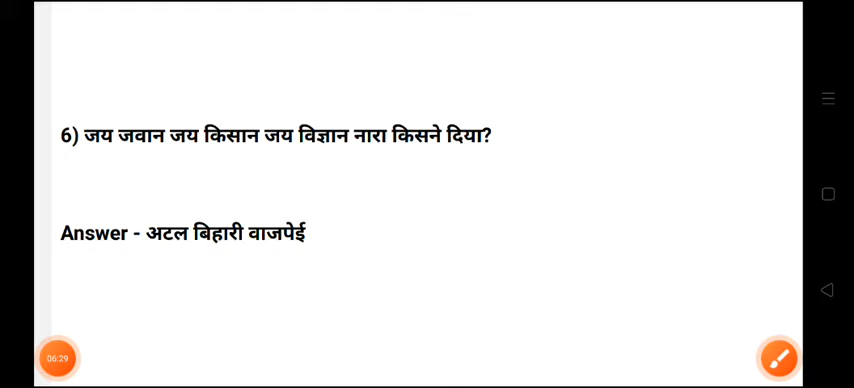 6) जय जवान जय किसान जय विज्ञान नारा किसने दिया?
Answer - अटल बिहारी वाजपेई
06:29